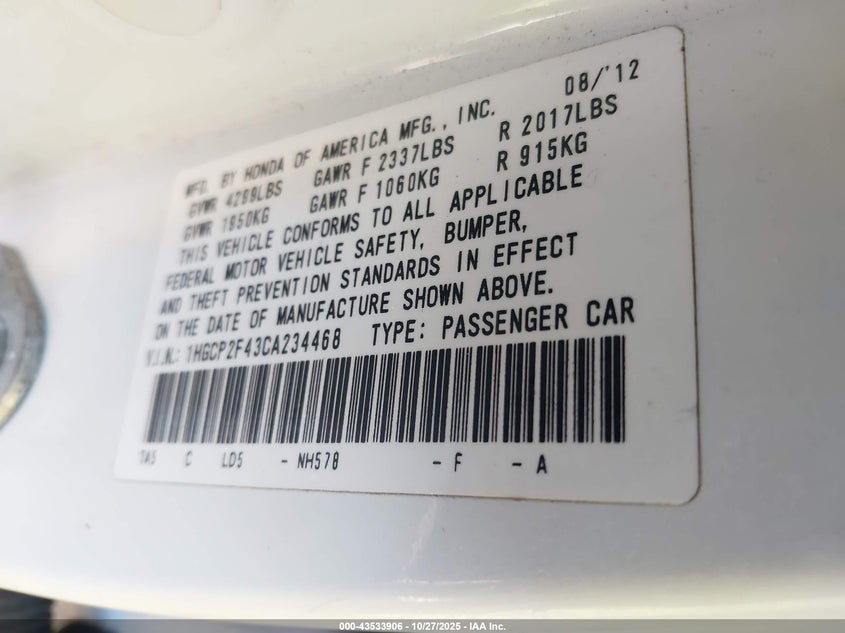 08/'12
MFD. BY HONDA OF AMERICA MFG., INC.
GVWR 4299LBS GAWR F 2337LBS R 2017LBS
GVWR 1950KG GAWR F 1060KG R 915KG
THIS VEHICLE CONFORMS TO ALL APPLICABLE
FEDERAL MOTOR VEHICLE SAFETY, BUMPER,
AND THEFT PREVENTION STANDARDS IN EFFECT
ON THE DATE OF MANUFACTURE SHOWN ABOVE.
V.I.N.: 1HGCP2F43CA234468 TYPE: PASSENGER CAR
TA5 C LD5 - NH578 - F - A
000-43533906 | 10/27/2025 - IAA Inc.